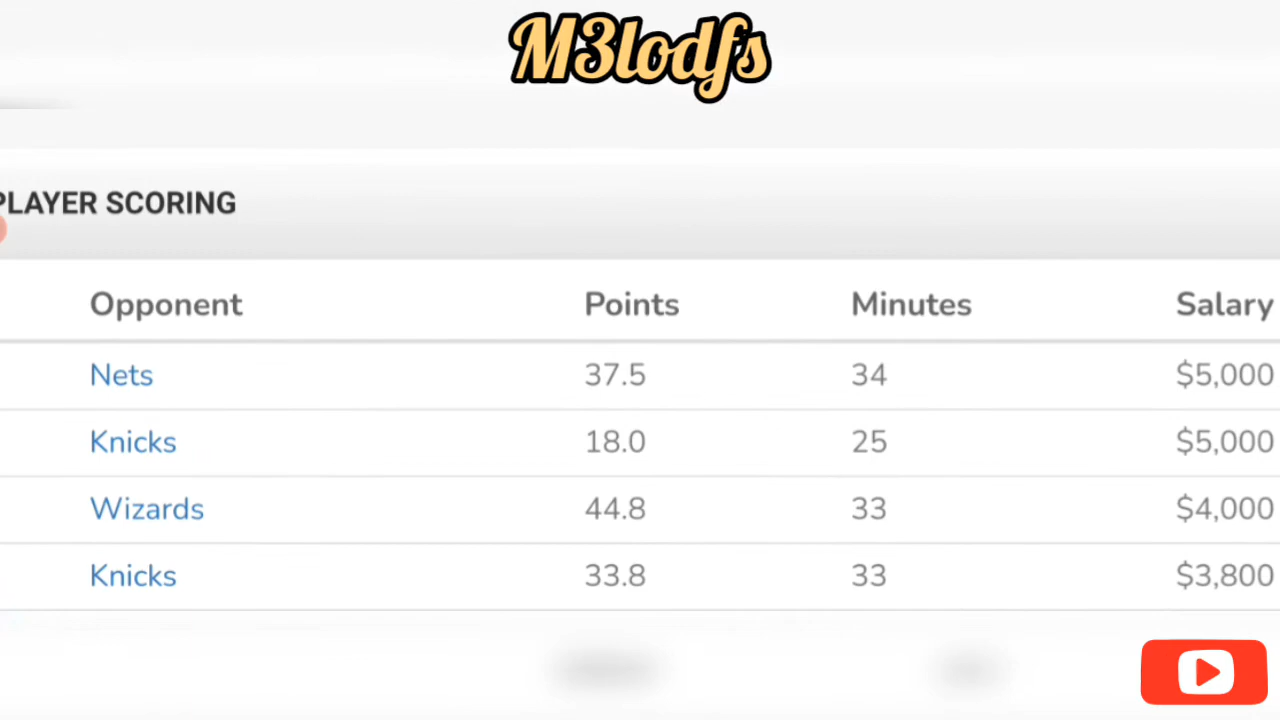 M3lodfs
PLAYER SCORING
Opponent Points Minutes Salary
Nets 37.5 34 $5,000
Knicks 18.0 25 $5,000
Wizards 44.8 33 $4,000
Knicks 33.8 33 $3,800